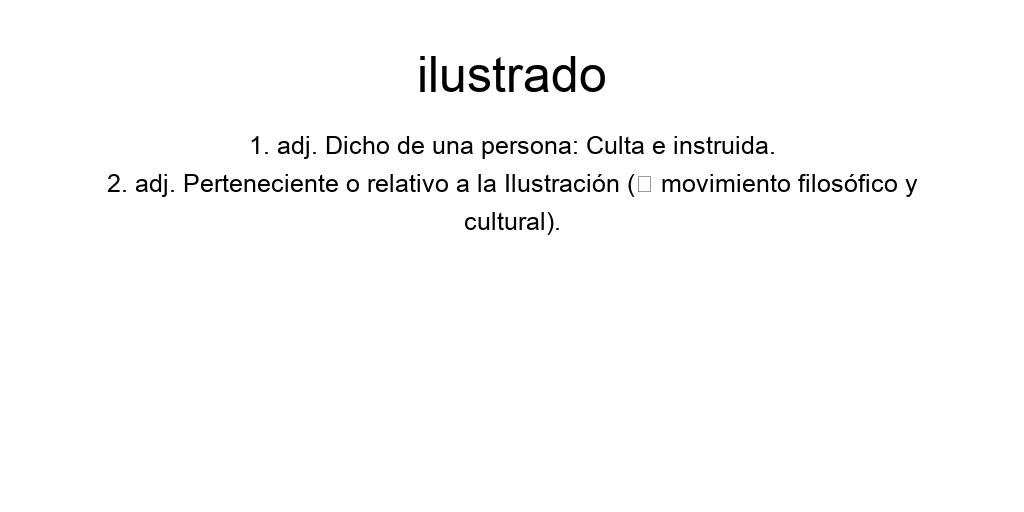 ilustrado
1. adj. Dicho de una persona: Culta e instruida.
2. adj. Perteneciente o relativo a la Ilustración (▯ movimiento filosófico y
cultural).